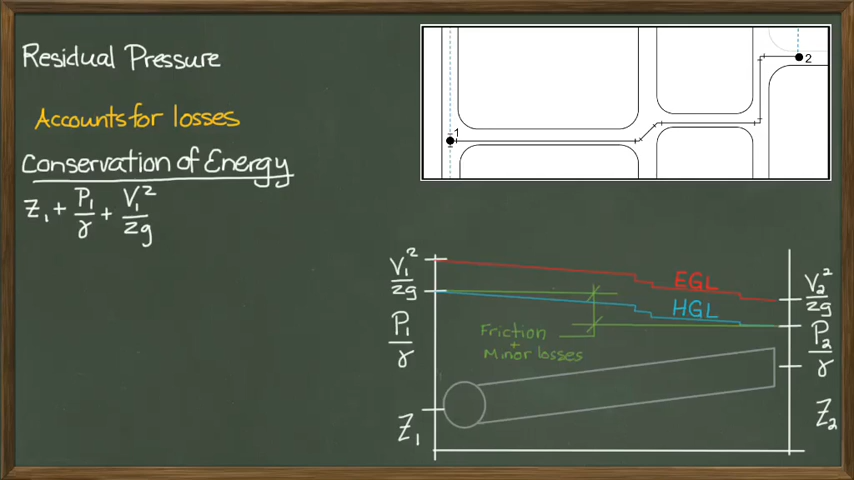 Residual Pressure
Accounts for losses
Conservation of Energy
Z₁ + P₁/γ + V₁²/2g
1
2
V₁²/2g
P₁/γ
Z₁
EGL
HGL
Friction
+
Minor losses
V₂²/2g
P₂/γ
Z₂